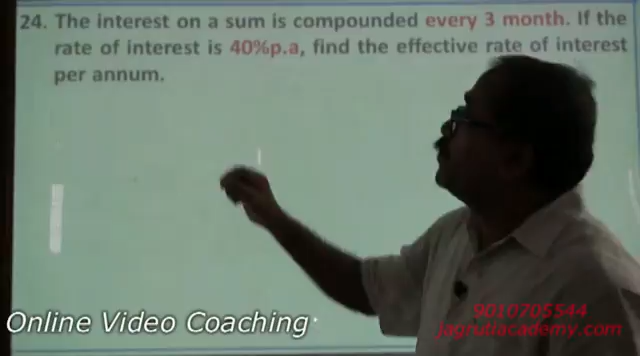 24. The interest on a sum is compounded every 3 month. If the
rate of interest is 40%p.a, find the effective rate of interest
per annum.
9010705544
Online Video Coaching
jagrutiacademy.com